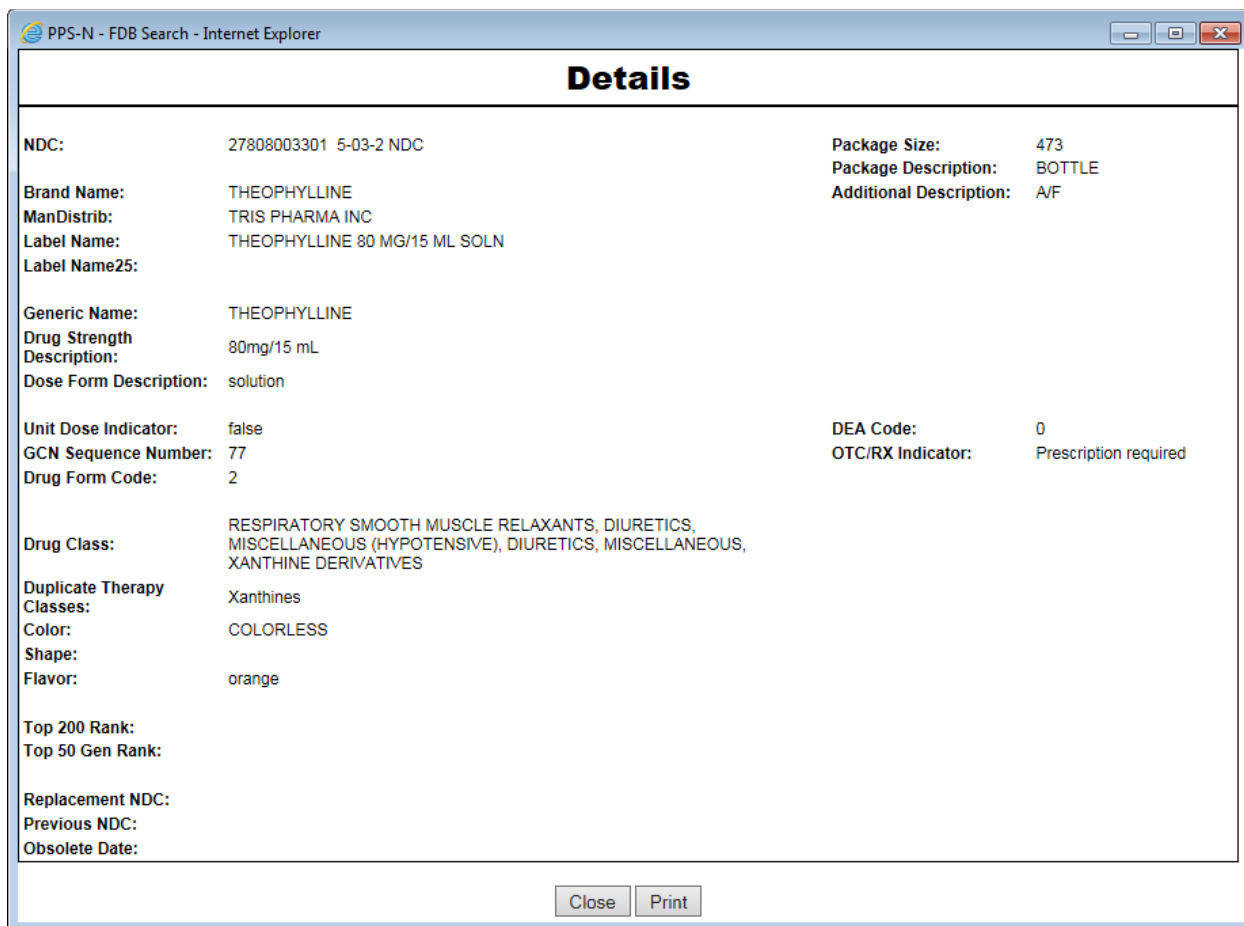 PPS-N - FDB Search - Internet Explorer
Details
NDC: 27808003301 5-03-2 NDC Package Size: 473
Package Description: BOTTLE
Brand Name: THEOPHYLLINE Additional Description: A/F
ManDistrib: TRIS PHARMA INC
Label Name: THEOPHYLLINE 80 MG/15 ML SOLN
Label Name25:
Generic Name: THEOPHYLLINE
Drug Strength
Description: 80mg/15 mL
Dose Form Description: solution
Unit Dose Indicator: false DEA Code: 0
GCN Sequence Number: 77 OTC/RX Indicator: Prescription required
Drug Form Code: 2
Drug Class: RESPIRATORY SMOOTH MUSCLE RELAXANTS, DIURETICS,
MISCELLANEOUS (HYPOTENSIVE), DIURETICS, MISCELLANEOUS,
XANTHINE DERIVATIVES
Duplicate Therapy
Classes: Xanthines
Color: COLORLESS
Shape:
Flavor: orange
Top 200 Rank:
Top 50 Gen Rank:
Replacement NDC:
Previous NDC:
Obsolete Date:
Close Print